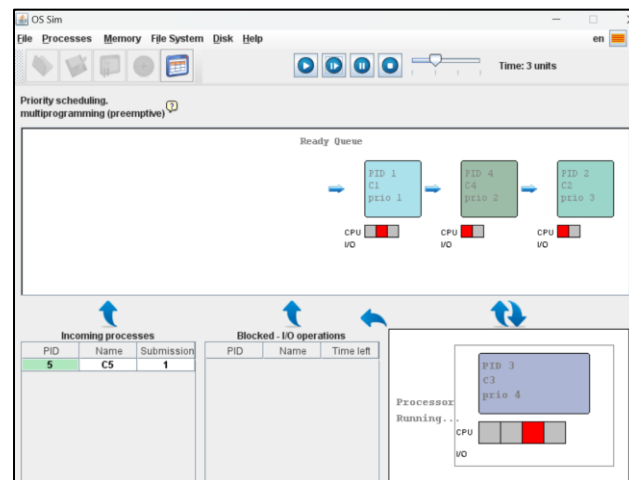 OS Sim
File Processes Memory File System Disk Help
en
Time: 3 units
Priority scheduling.
multiprogramming (preemptive)
?
Ready Queue
PID 1
C1
prio 1
CPU
I/O
PID 4
C4
prio 2
CPU
I/O
PID 2
C2
prio 3
CPU
I/O
Incoming processes
PID Name Submission
5 C5 1
Blocked - I/O operations
PID Name Time left
Processor
Running...
PID 3
C3
prio 4
CPU
I/O